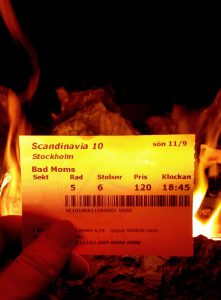 Scandinavia 10 sön 11/9
Stockholm
Bad Moms
Sekt Rad Stolsnr Pris Klockan
5 6 120 18:45